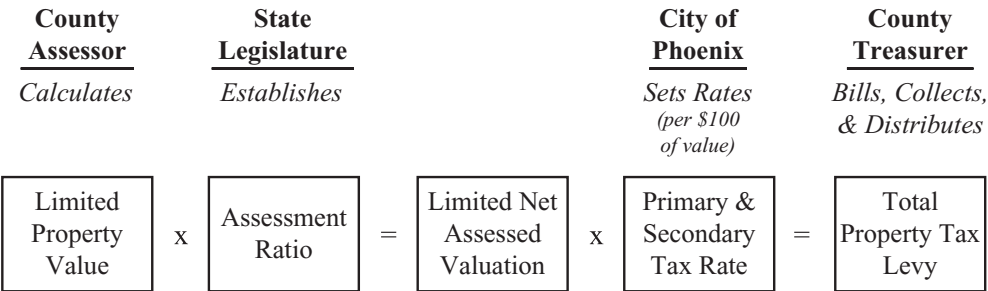 County Assessor
Calculates
State Legislature
Establishes
City of Phoenix
Sets Rates
(per $100
of value)
County Treasurer
Bills, Collects,
& Distributes
Limited
Property
Value
x
Assessment
Ratio
=
Limited Net
Assessed
Valuation
x
Primary &
Secondary
Tax Rate
=
Total
Property Tax
Levy